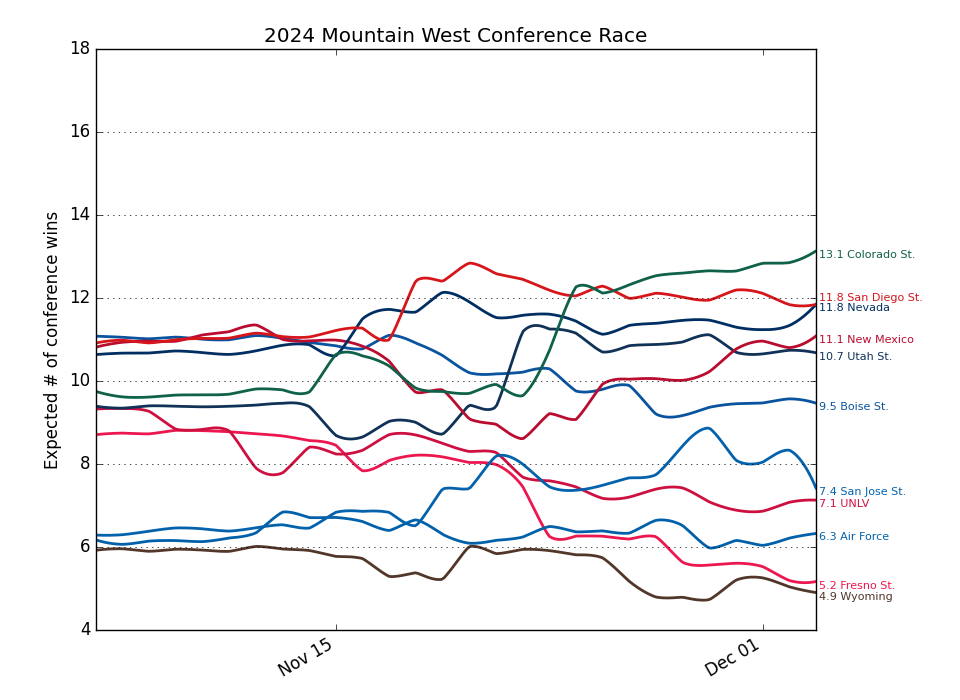 2024 Mountain West Conference Race
Expected # of conference wins
18
16
14
12
10
8
6
4
Nov 15
Dec 01
13.1 Colorado St.
11.8 San Diego St.
11.8 Nevada
11.1 New Mexico
10.7 Utah St.
9.5 Boise St.
7.4 San Jose St.
7.1 UNLV
6.3 Air Force
5.2 Fresno St.
4.9 Wyoming